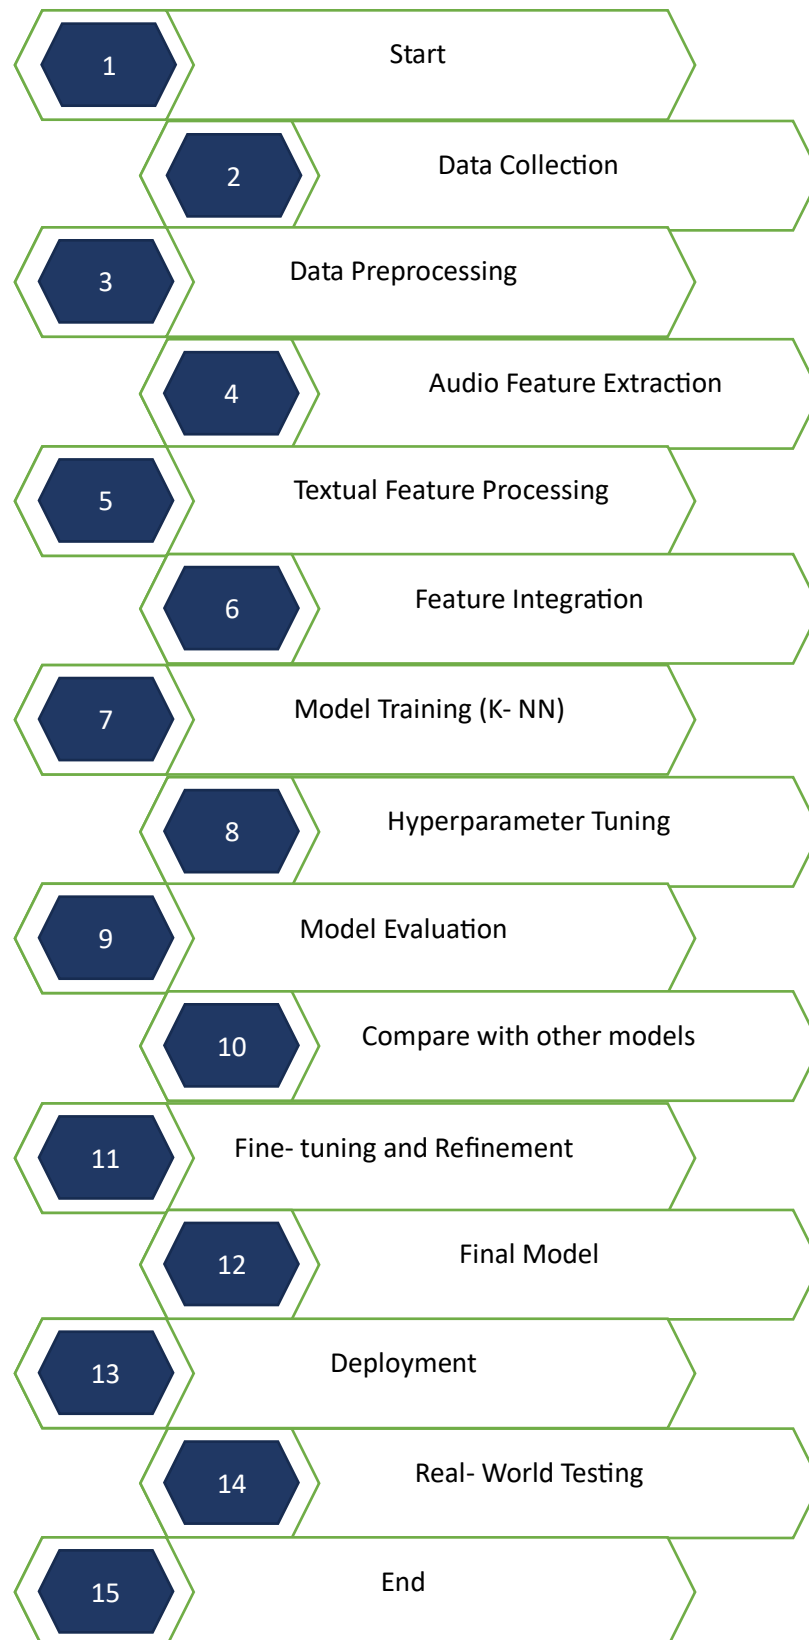 1
Start
2
Data Collection
3
Data Preprocessing
4
Audio Feature Extraction
5
Textual Feature Processing
6
Feature Integration
7
Model Training (K- NN)
8
Hyperparameter Tuning
9
Model Evaluation
10
Compare with other models
11
Fine- tuning and Refinement
12
Final Model
13
Deployment
14
Real- World Testing
15
End